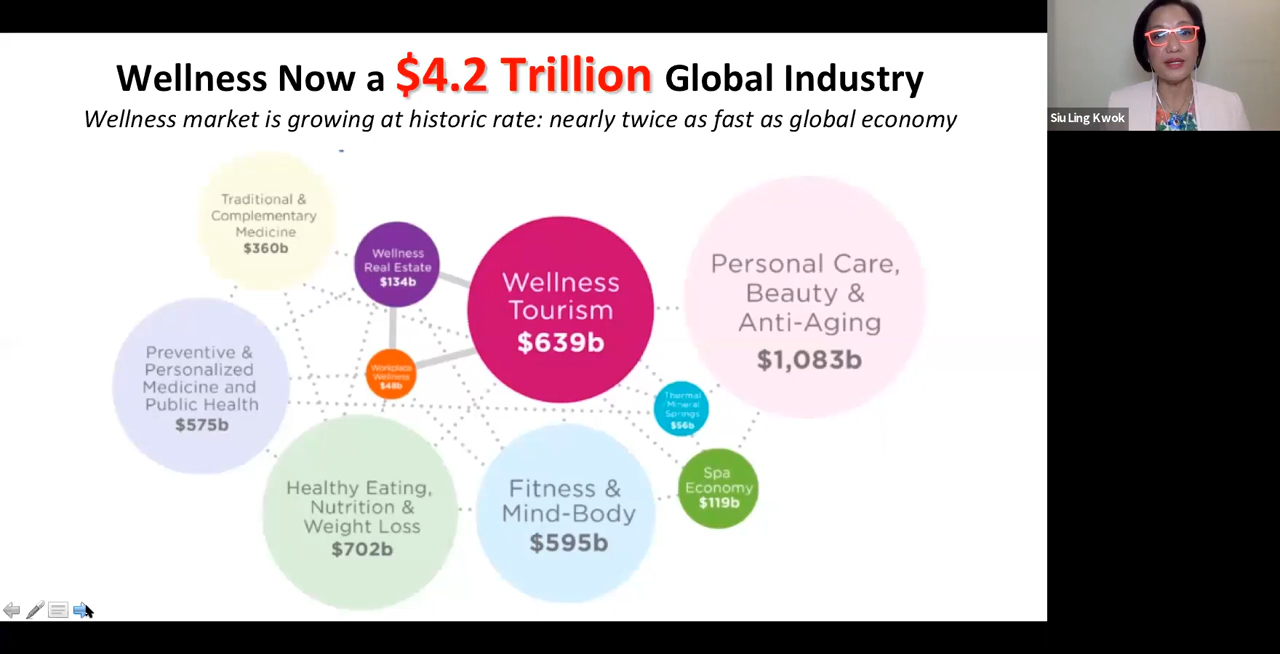 Wellness Now a $4.2 Trillion Global Industry
Wellness market is growing at historic rate: nearly twice as fast as global economy
Siu Ling Kwok
Traditional &
Complementary
Medicine
$360b
Wellness
Real Estate
$134b
Wellness
Tourism
$639b
Personal Care,
Beauty &
Anti-Aging
$1,083b
Preventive &
Personalized
Medicine and
Public Health
$575b
Workplace
Wellness
$48b
Thermal
Mineral
Springs
$56b
Healthy Eating,
Nutrition &
Weight Loss
$702b
Fitness &
Mind-Body
$595b
Spa
Economy
$119b